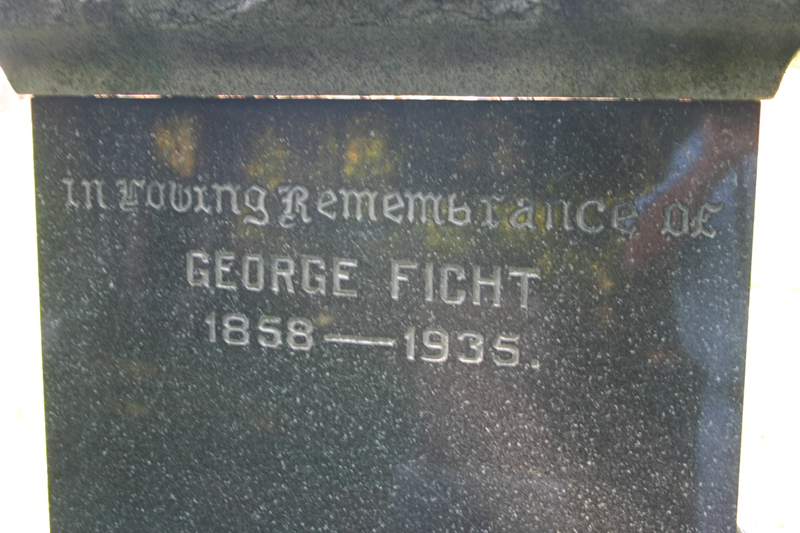 In Loving Remembrance Of
GEORGE FICHT
1858—1935.